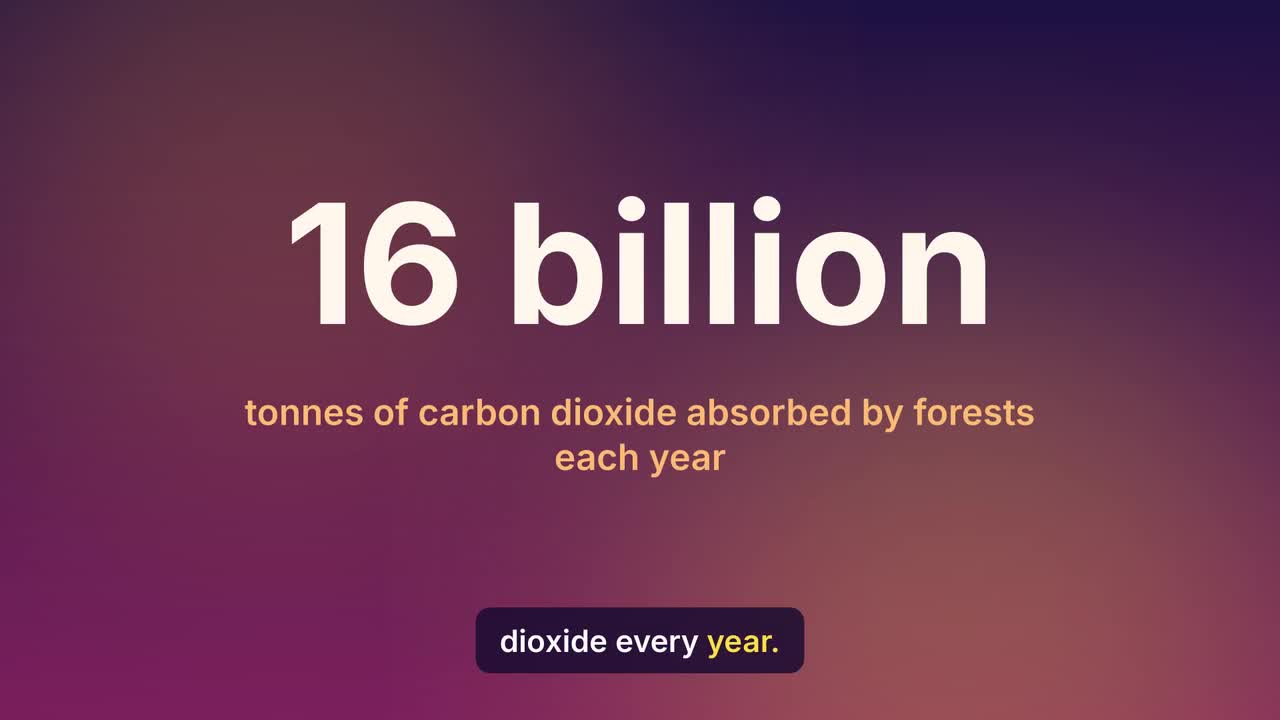 16 billion
tonnes of carbon dioxide absorbed by forests
each year
dioxide every year.